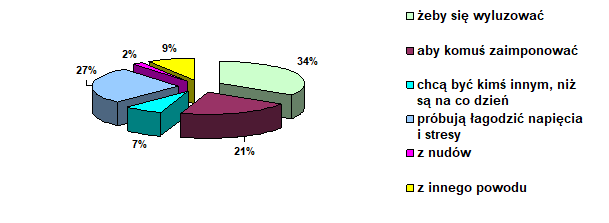 34%
21%
7%
27%
2%
9%
żeby się wyluzować
aby komuś zaimponować
chcą być kimś innym, niż
są na co dzień
próbują łagodzić napięcia
i stresy
z nudów
z innego powodu